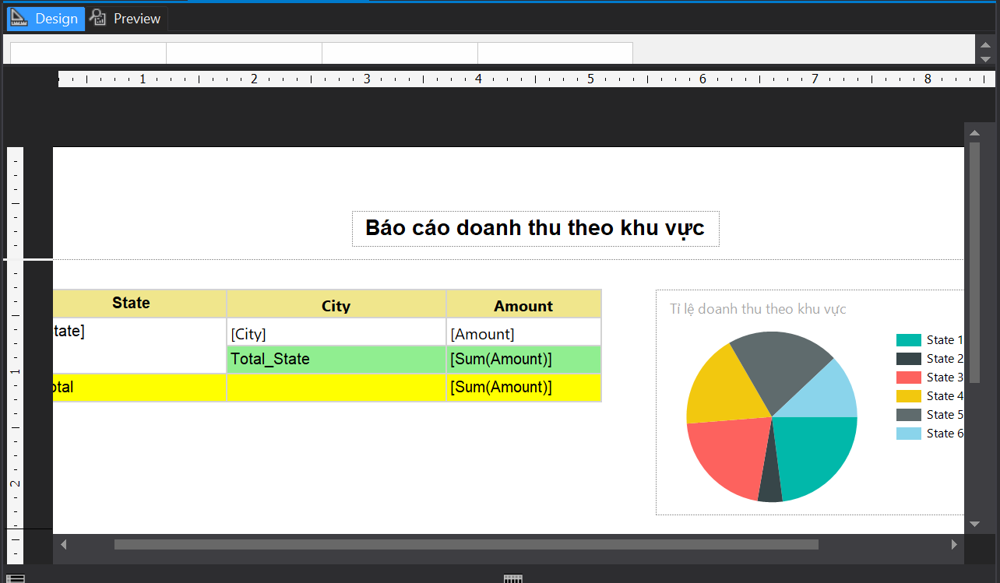 Design Preview
1 2 3 4 5 6 7 8
Báo cáo doanh thu theo khu vực
State City Amount
tate] [City] [Amount]
Total_State [Sum(Amount)]
otal [Sum(Amount)]
Tỉ lệ doanh thu theo khu vực
State 1
State 2
State 3
State 4
State 5
State 6
1
2